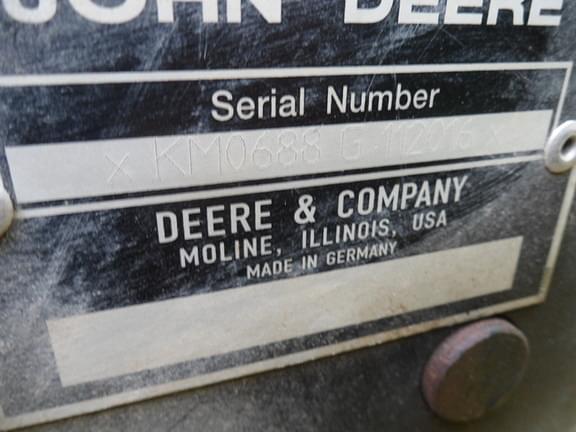 JOHN DEERE
Serial Number
x KM0688 G 112016 x
DEERE & COMPANY
MOLINE, ILLINOIS, USA
MADE IN GERMANY